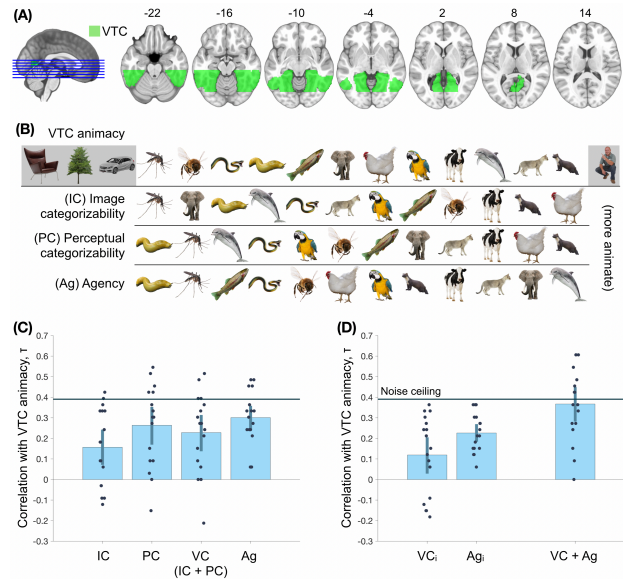 (A)
VTC
-22 -16 -10 -4 2 8 14
(B)
VTC animacy
(IC) Image
categorizability
(PC) Perceptual
categorizability
(Ag) Agency
(more animate)
(C)
Correlation with VTC animacy, τ
0.7
0.6
0.5
0.4
0.3
0.2
0.1
0
-0.1
-0.2
-0.3
IC PC VC Ag
(IC + PC)
(D)
Correlation with VTC animacy, τ
0.7
0.6
0.5
0.4
0.3
0.2
0.1
0
-0.1
-0.2
-0.3
Noise ceiling
VCᵢ Agᵢ VC + Ag